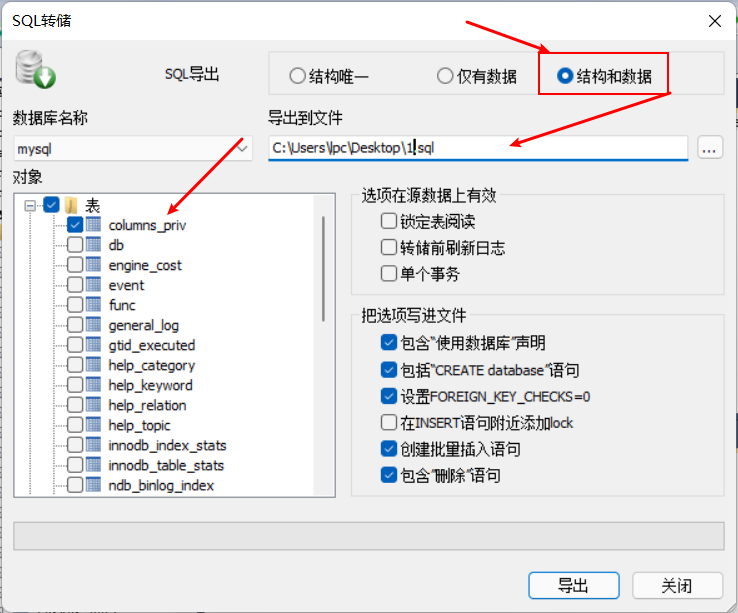 SQL转储
SQL导出
结构唯一
仅有数据
结构和数据
数据库名称
导出到文件
mysql
C:\Users\lpc\Desktop\1.sql
...
对象
表
columns_priv
db
engine_cost
event
func
general_log
gtid_executed
help_category
help_keyword
help_relation
help_topic
innodb_index_stats
innodb_table_stats
ndb_binlog_index
选项在源数据上有效
锁定表阅读
转储前刷新日志
单个事务
把选项写进文件
包含“使用数据库”声明
包括“CREATE database”语句
设置FOREIGN_KEY_CHECKS=0
在INSERT语句附近添加lock
创建批量插入语句
包含“删除”语句
导出
关闭